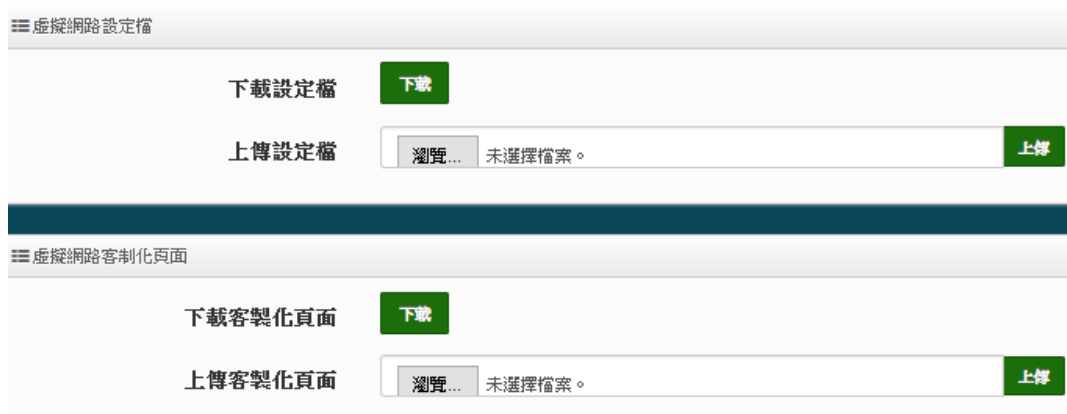 虛擬網路設定檔
下載設定檔 下載
上傳設定檔 瀏覽... 未選擇檔案。 上傳
虛擬網路客制化頁面
下載客製化頁面 下載
上傳客製化頁面 瀏覽... 未選擇檔案。 上傳